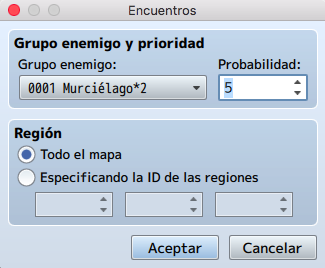 Encuentros
Grupo enemigo y prioridad
Grupo enemigo: Probabilidad:
0001 Murciélago*2 5
Región
Todo el mapa
Especificando la ID de las regiones
Aceptar Cancelar